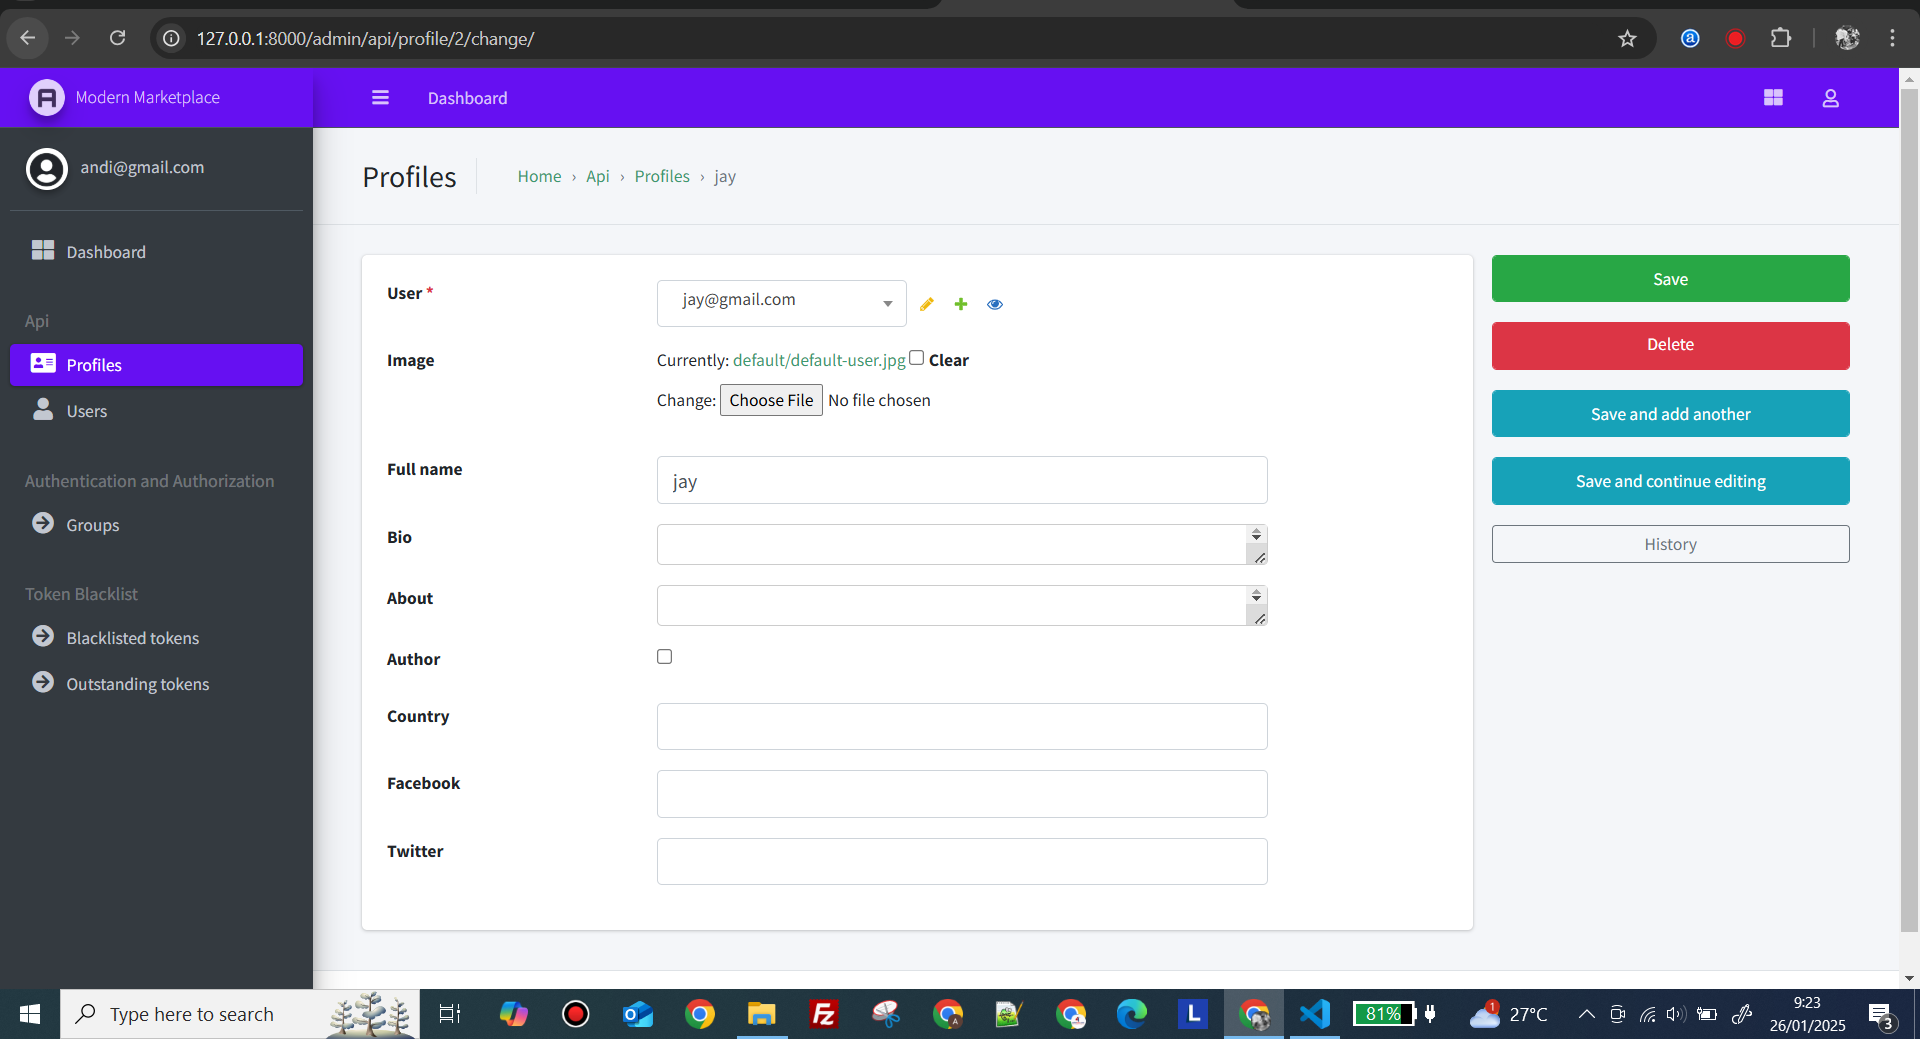 127.0.0.1:8000/admin/api/profile/2/change/
Modern Marketplace
Dashboard
andi@gmail.com
Dashboard
Api
Profiles
Users
Authentication and Authorization
Groups
Token Blacklist
Blacklisted tokens
Outstanding tokens
Profiles
Home › Api › Profiles › jay
User *
jay@gmail.com
Image
Currently: default/default-user.jpg Clear
Change: Choose File No file chosen
Full name
jay
Bio
About
Author
Country
Facebook
Twitter
Save
Delete
Save and add another
Save and continue editing
History
Type here to search
81%
1
27°C
9:23
26/01/2025
3